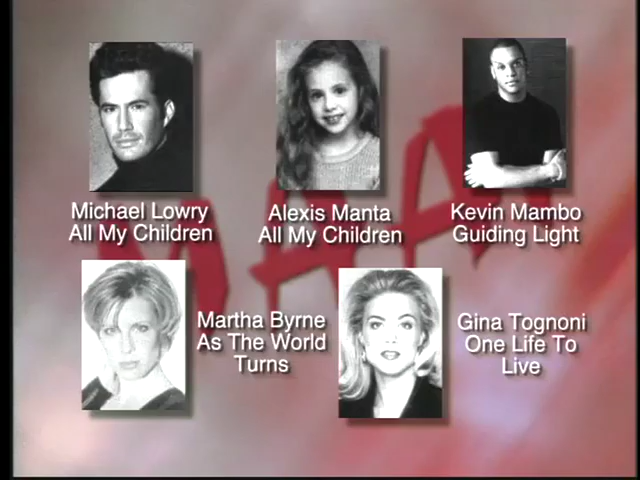 Michael Lowry
All My Children
Alexis Manta
All My Children
Kevin Mambo
Guiding Light
Martha Byrne
As The World
Turns
Gina Tognoni
One Life To
Live